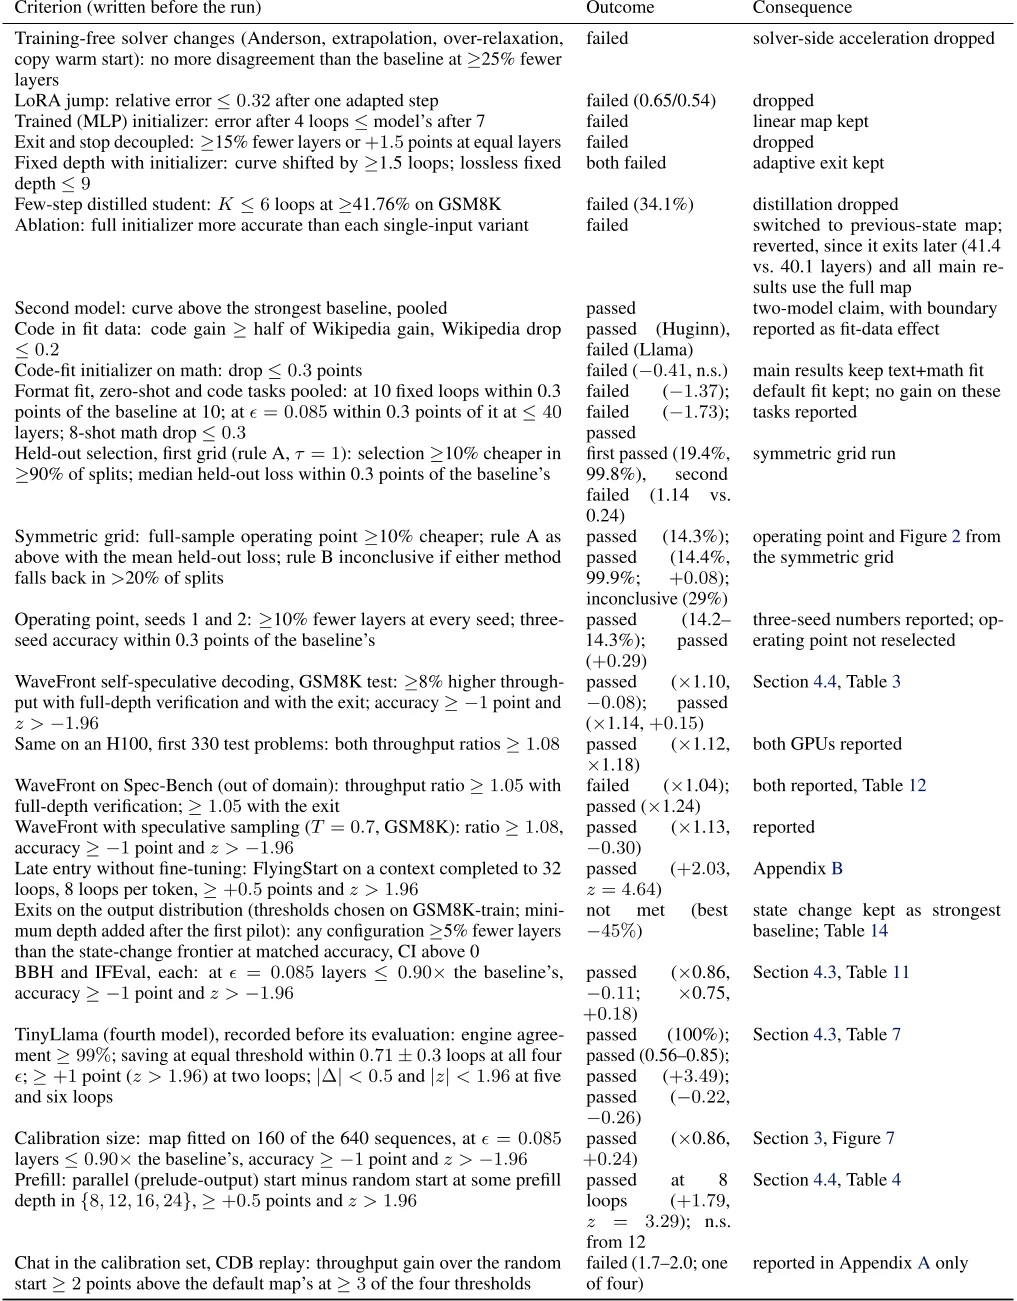 Criterion (written before the run) Outcome Consequence
Training-free solver changes (Anderson, extrapolation, over-relaxation, failed solver-side acceleration dropped
copy warm start): no more disagreement than the baseline at ≥25% fewer
layers
LoRA jump: relative error ≤ 0.32 after one adapted step failed (0.65/0.54) dropped
Trained (MLP) initializer: error after 4 loops ≤ model's after 7 failed linear map kept
Exit and stop decoupled: ≥15% fewer layers or +1.5 points at equal layers failed dropped
Fixed depth with initializer: curve shifted by ≥1.5 loops; lossless fixed both failed adaptive exit kept
depth ≤ 9
Few-step distilled student: K ≤ 6 loops at ≥41.76% on GSM8K failed (34.1%) distillation dropped
Ablation: full initializer more accurate than each single-input variant failed switched to previous-state map;
reverted, since it exits later (41.4
vs. 40.1 layers) and all main re-
sults use the full map
Second model: curve above the strongest baseline, pooled passed two-model claim, with boundary
Code in fit data: code gain ≥ half of Wikipedia gain, Wikipedia drop passed (Huginn), reported as fit-data effect
≤ 0.2 failed (Llama)
Code-fit initializer on math: drop ≤ 0.3 points failed (−0.41, n.s.) main results keep text+math fit
Format fit, zero-shot and code tasks pooled: at 10 fixed loops within 0.3 failed (−1.37); default fit kept; no gain on these
points of the baseline at 10; at ϵ = 0.085 within 0.3 points of it at ≤ 40 failed (−1.73); tasks reported
layers; 8-shot math drop ≤ 0.3 passed
Held-out selection, first grid (rule A, τ = 1): selection ≥10% cheaper in first passed (19.4%, symmetric grid run
≥90% of splits; median held-out loss within 0.3 points of the baseline's 99.8%), second
failed (1.14 vs.
0.24)
Symmetric grid: full-sample operating point ≥10% cheaper; rule A as passed (14.3%); operating point and Figure 2 from
above with the mean held-out loss; rule B inconclusive if either method passed (14.4%, the symmetric grid
falls back in >20% of splits 99.9%; +0.08);
inconclusive (29%)
Operating point, seeds 1 and 2: ≥10% fewer layers at every seed; three- passed (14.2– three-seed numbers reported; op-
seed accuracy within 0.3 points of the baseline's 14.3%); passed erating point not reselected
(+0.29)
WaveFront self-speculative decoding, GSM8K test: ≥8% higher through- passed (×1.10, Section 4.4, Table 3
put with full-depth verification and with the exit; accuracy ≥ −1 point and −0.08); passed
z > −1.96 (×1.14, +0.15)
Same on an H100, first 330 test problems: both throughput ratios ≥ 1.08 passed (×1.12, both GPUs reported
×1.18)
WaveFront on Spec-Bench (out of domain): throughput ratio ≥ 1.05 with failed (×1.04); both reported, Table 12
full-depth verification; ≥ 1.05 with the exit passed (×1.24)
WaveFront with speculative sampling (T = 0.7, GSM8K): ratio ≥ 1.08, passed (×1.13, reported
accuracy ≥ −1 point and z > −1.96 −0.30)
Late entry without fine-tuning: FlyingStart on a context completed to 32 passed (+2.03, Appendix B
loops, 8 loops per token, ≥ +0.5 points and z > 1.96 z = 4.64)
Exits on the output distribution (thresholds chosen on GSM8K-train; mini- not met (best state change kept as strongest
mum depth added after the first pilot): any configuration ≥5% fewer layers −45%) baseline; Table 14
than the state-change frontier at matched accuracy, CI above 0
BBH and IFEval, each: at ϵ = 0.085 layers ≤ 0.90× the baseline's, passed (×0.86, Section 4.3, Table 11
accuracy ≥ −1 point and z > −1.96 −0.11; ×0.75,
+0.18)
TinyLlama (fourth model), recorded before its evaluation: engine agree- passed (100%); Section 4.3, Table 7
ment ≥ 99%; saving at equal threshold within 0.71 ± 0.3 loops at all four passed (0.56–0.85);
ϵ; ≥ +1 point (z > 1.96) at two loops; |Δ| < 0.5 and |z| < 1.96 at five passed (+3.49);
and six loops passed (−0.22,
−0.26)
Calibration size: map fitted on 160 of the 640 sequences, at ϵ = 0.085 passed (×0.86, Section 3, Figure 7
layers ≤ 0.90× the baseline's, accuracy ≥ −1 point and z > −1.96 +0.24)
Prefill: parallel (prelude-output) start minus random start at some prefill passed at 8 Section 4.4, Table 4
depth in {8, 12, 16, 24}, ≥ +0.5 points and z > 1.96 loops (+1.79,
z = 3.29); n.s.
from 12
Chat in the calibration set, CDB replay: throughput gain over the random failed (1.7–2.0; one reported in Appendix A only
start ≥ 2 points above the default map's at ≥ 3 of the four thresholds of four)